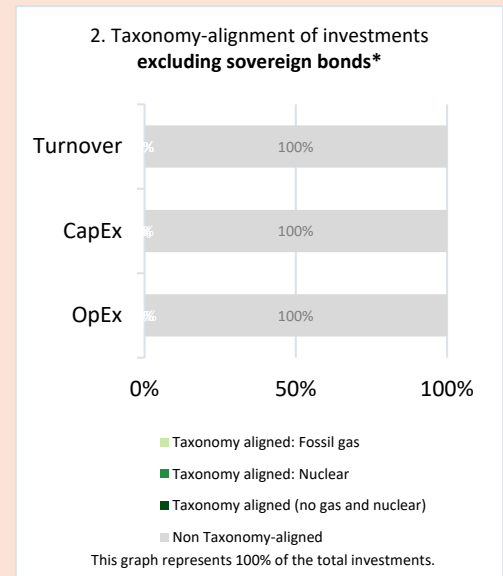 2. Taxonomy-alignment of investments
excluding sovereign bonds*
Turnover
100%
CapEx
100%
OpEx
100%
0%
50%
100%
Taxonomy aligned: Fossil gas
Taxonomy aligned: Nuclear
Taxonomy aligned (no gas and nuclear)
Non Taxonomy-aligned
This graph represents 100% of the total investments.